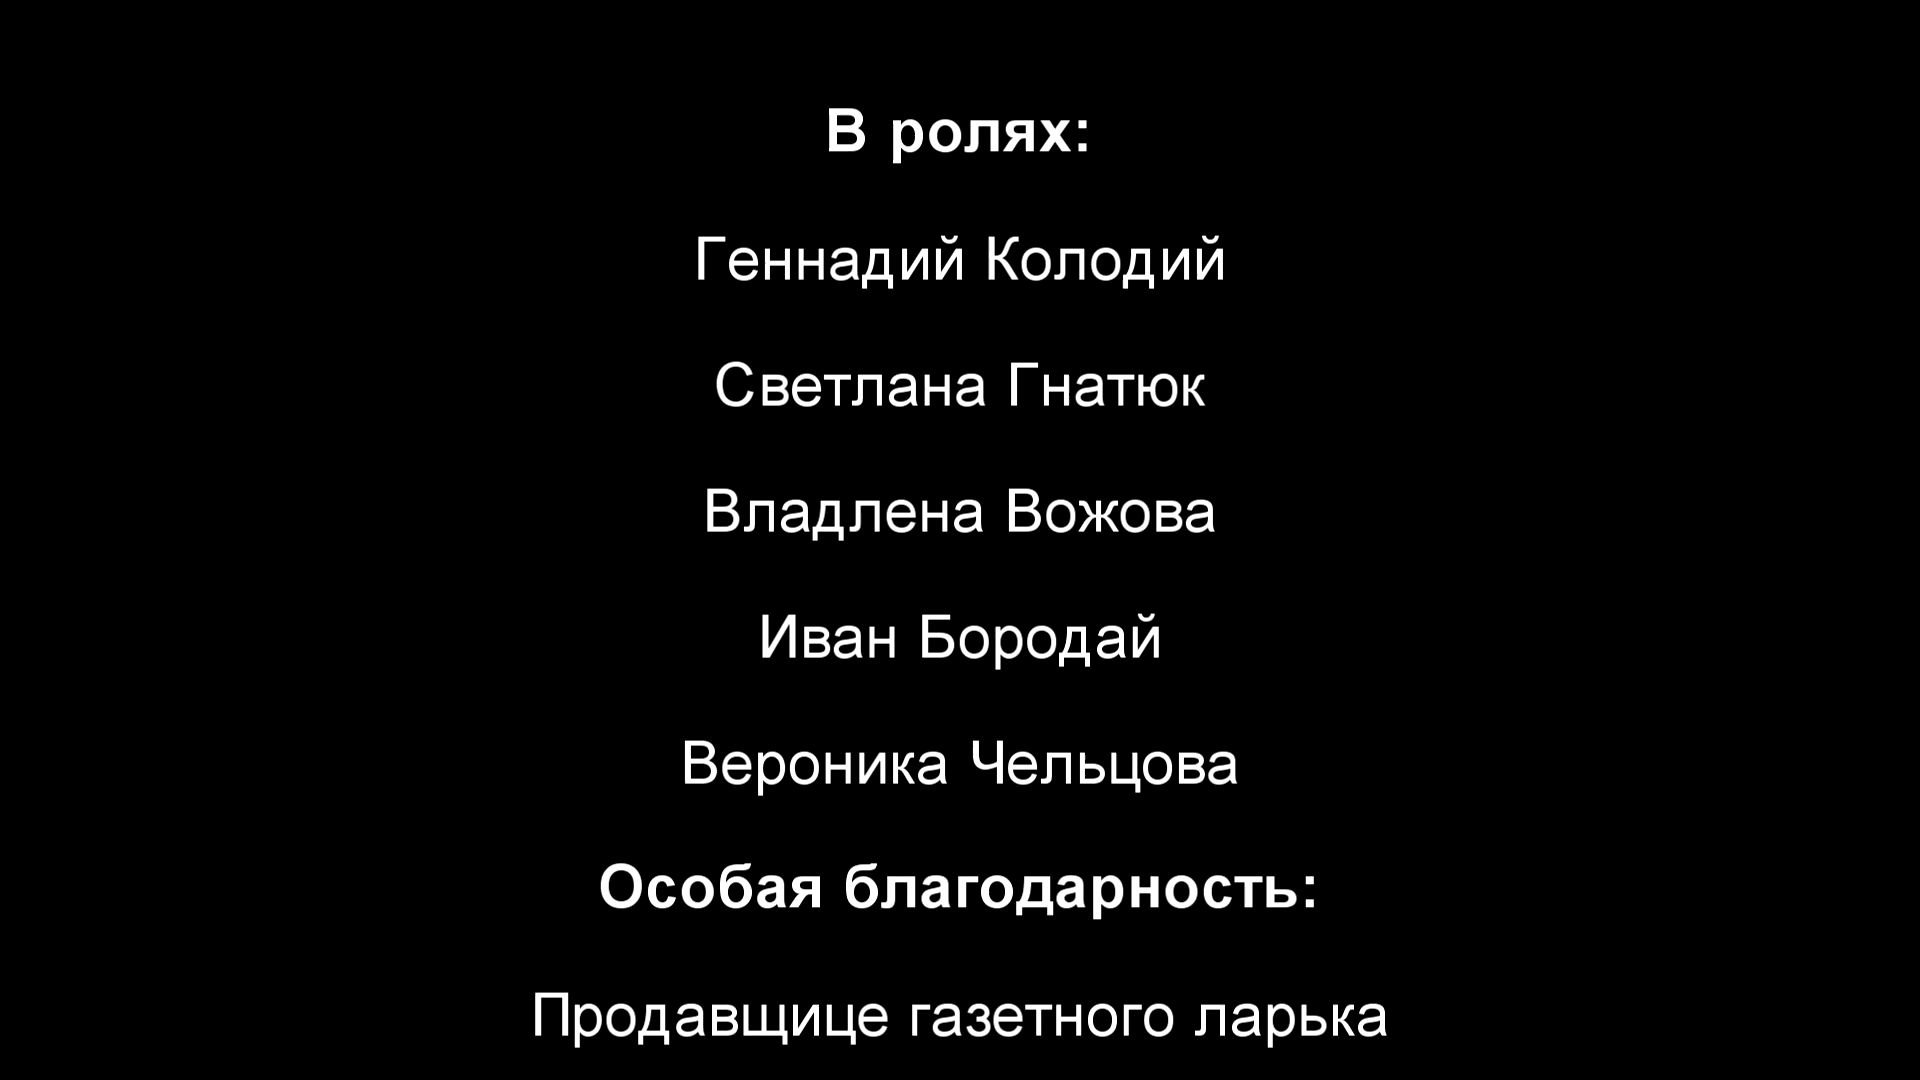 В ролях:
Геннадий Колодий
Светлана Гнатюк
Владлена Вожова
Иван Бородай
Вероника Чельцова
Особая благодарность:
Продавщице газетного ларька